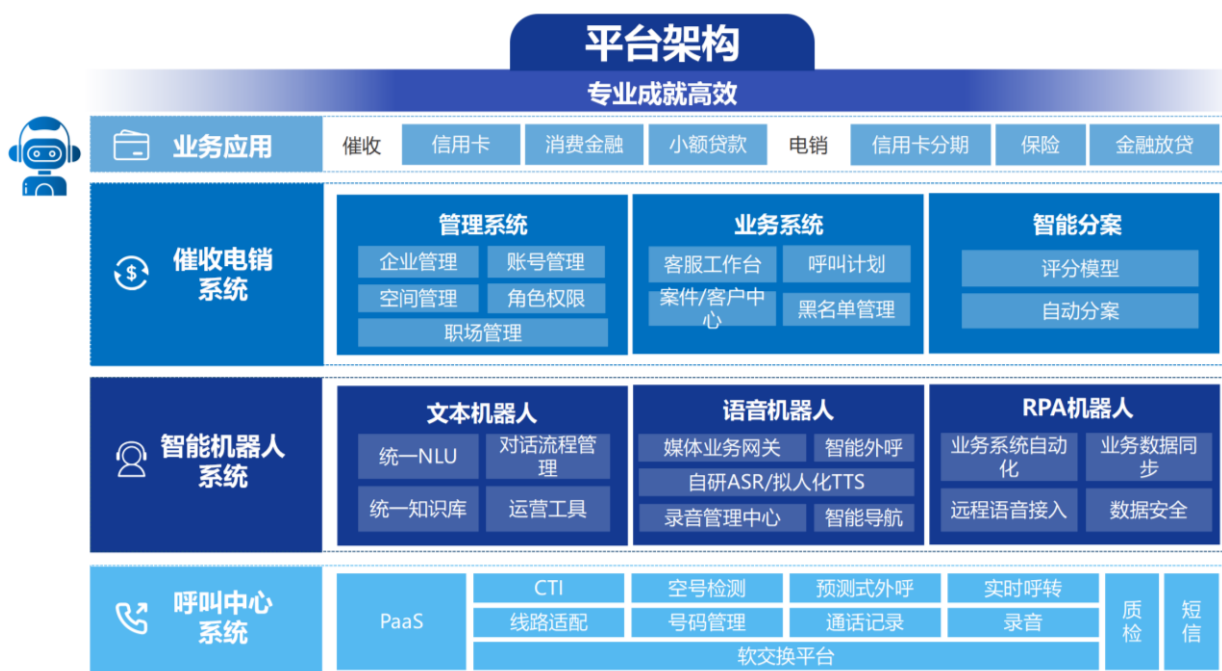 平台架构
专业成就高效
业务应用
催收
信用卡
消费金融
小额贷款
电销
信用卡分期
保险
金融放贷
催收电销
系统
管理系统
企业管理
账号管理
空间管理
角色权限
职场管理
业务系统
客服工作台
呼叫计划
案件/客户中
心
黑名单管理
智能分案
评分模型
自动分案
智能机器人
系统
文本机器人
统一NLU
对话流程管
理
统一知识库
运营工具
语音机器人
媒体业务网关
智能外呼
自研ASR/拟人化TTS
录音管理中心
智能导航
RPA机器人
业务系统自动
化
业务数据同
步
远程语音接入
数据安全
呼叫中心
系统
PaaS
CTI
空号检测
预测式外呼
实时呼转
线路适配
号码管理
通话记录
录音
软交换平台
质
检
短
信